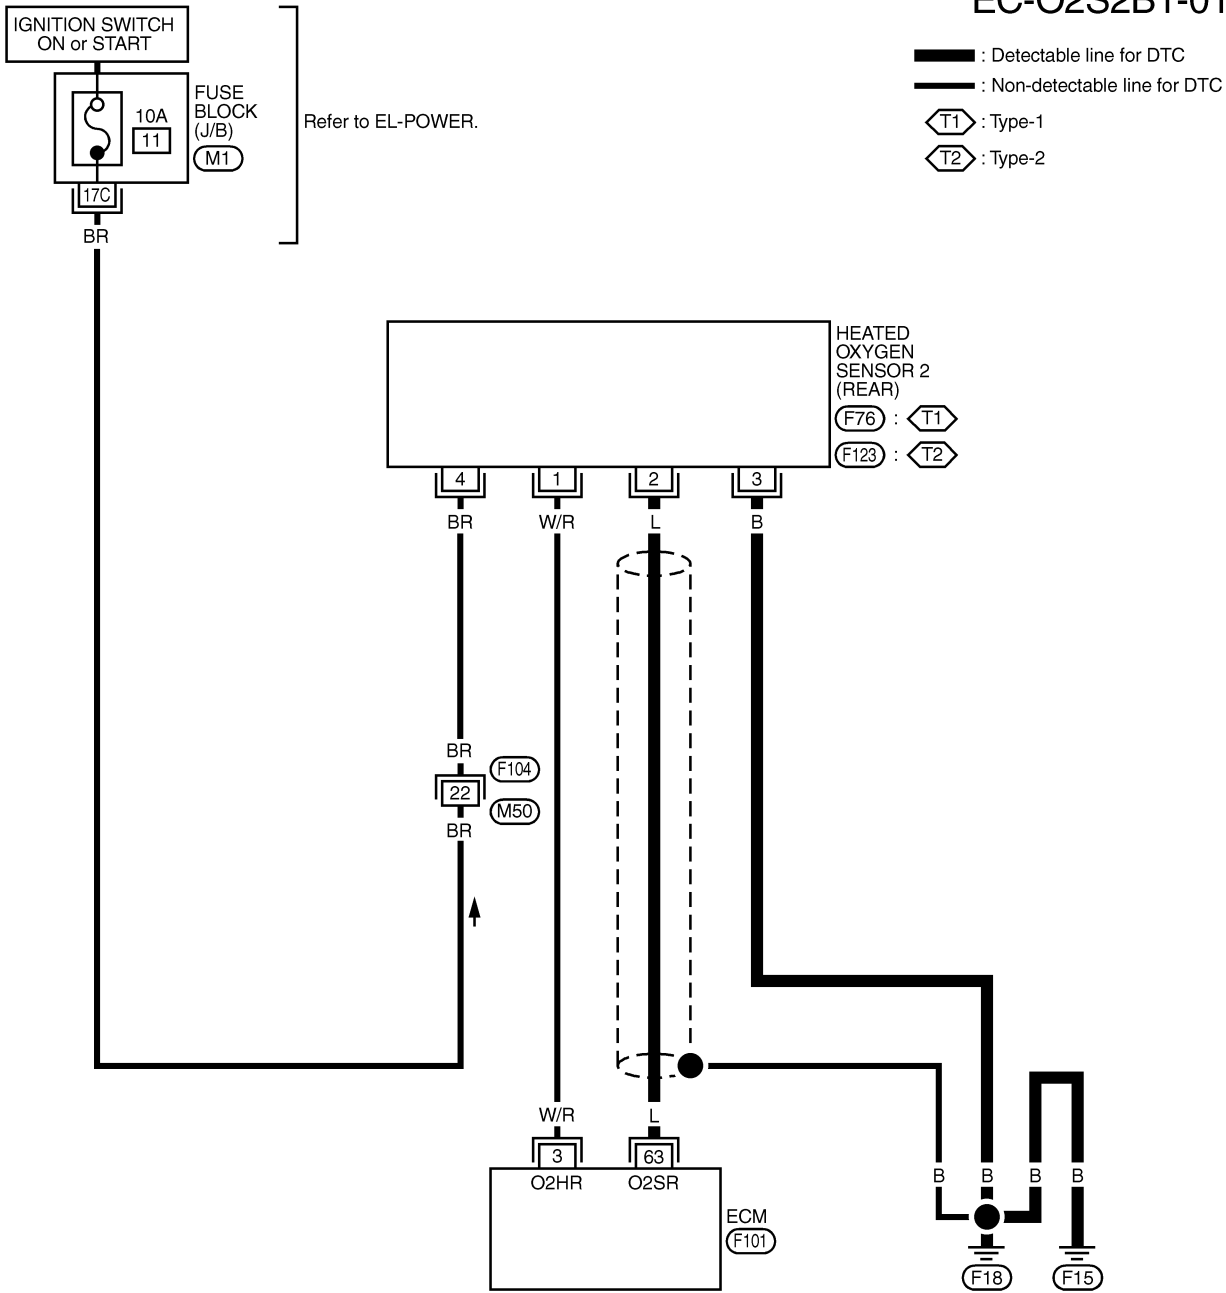 EC-O2S2B1-01
IGNITION SWITCH
ON or START
FUSE
BLOCK
(J/B)
M1
10A
11
17C
BR
Refer to EL-POWER.
: Detectable line for DTC
: Non-detectable line for DTC
T1 : Type-1
T2 : Type-2
HEATED
OXYGEN
SENSOR 2
(REAR)
F76 : T1
F123 : T2
4 1 2 3
BR W/R L B
BR
F104
22
M50
BR
W/R L
3 63
O2HR O2SR
ECM
F101
B B B B
F18 F15